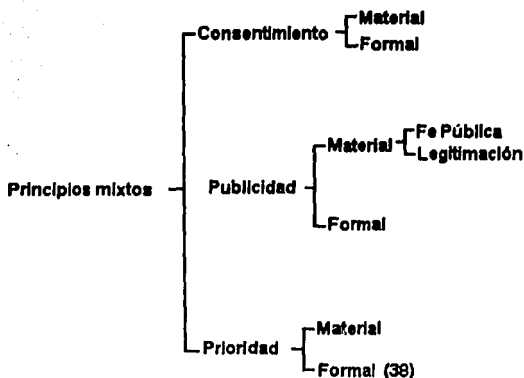 Consentimiento
Material
Formal
Principios mixtos
Publicidad
Material
Fe Pública
Legitimación
Formal
Prioridad
Material
Formal (38)